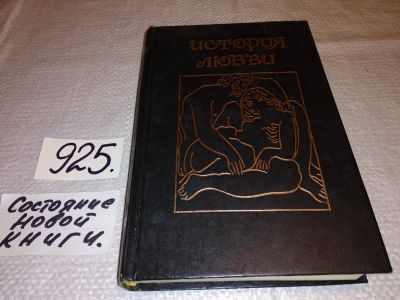 ИСТОРИЯ
ЛЮБВИ
925.
Состояние
новой
книги.